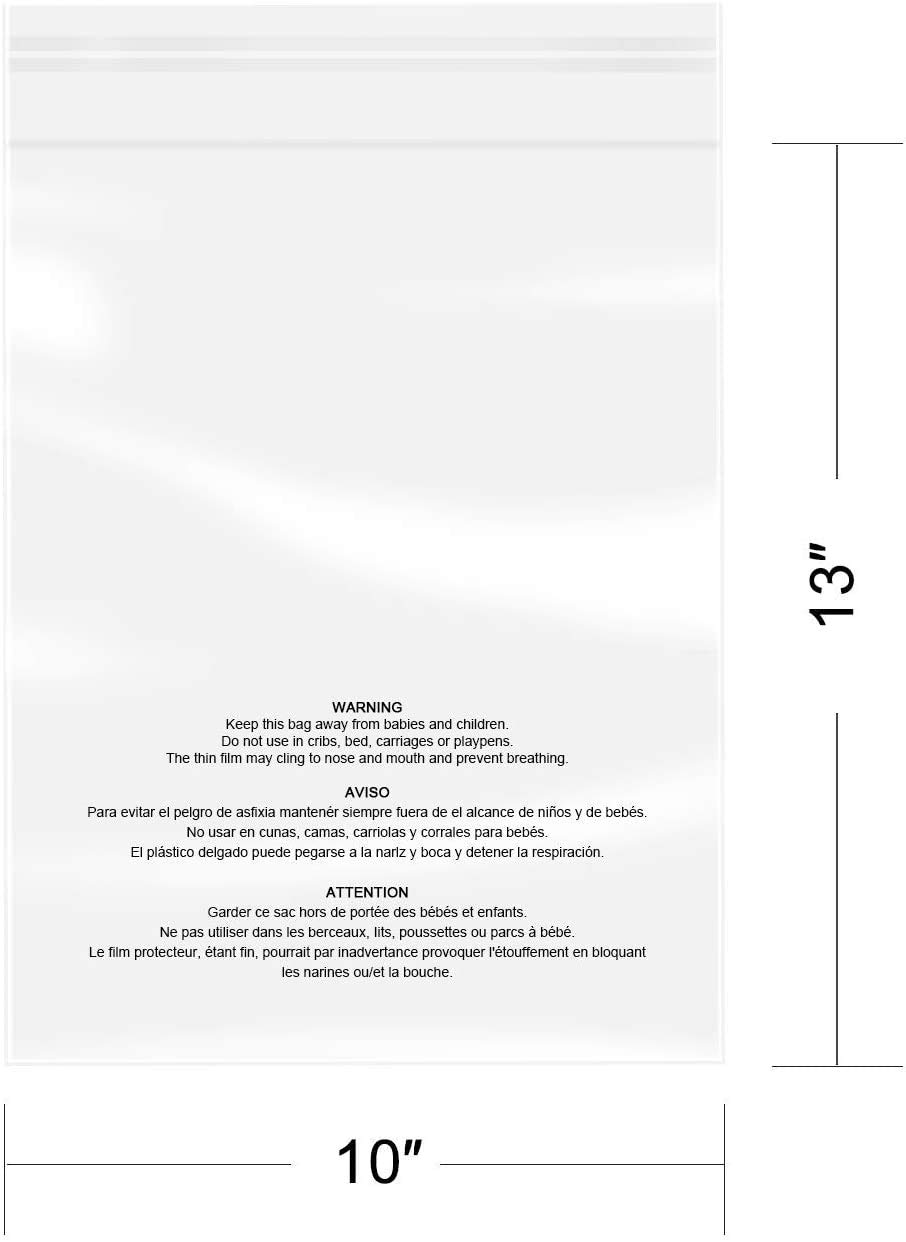 WARNING
Keep this bag away from babies and children.
Do not use in cribs, bed, carriages or playpens.
The thin film may cling to nose and mouth and prevent breathing.
AVISO
Para evitar el pelgro de asfixia mantenér siempre fuera de el alcance de niños y de bebés.
No usar en cunas, camas, carriolas y corrales para bebés.
El plástico delgado puede pegarse a la narlz y boca y detener la respiración.
ATTENTION
Garder ce sac hors de portée des bébés et enfants.
Ne pas utiliser dans les berceaux, lits, poussettes ou parcs à bébé.
Le film protecteur, étant fin, pourrait par inadvertance provoquer l'étouffement en bloquant
les narines ou/et la bouche.
13"
10"